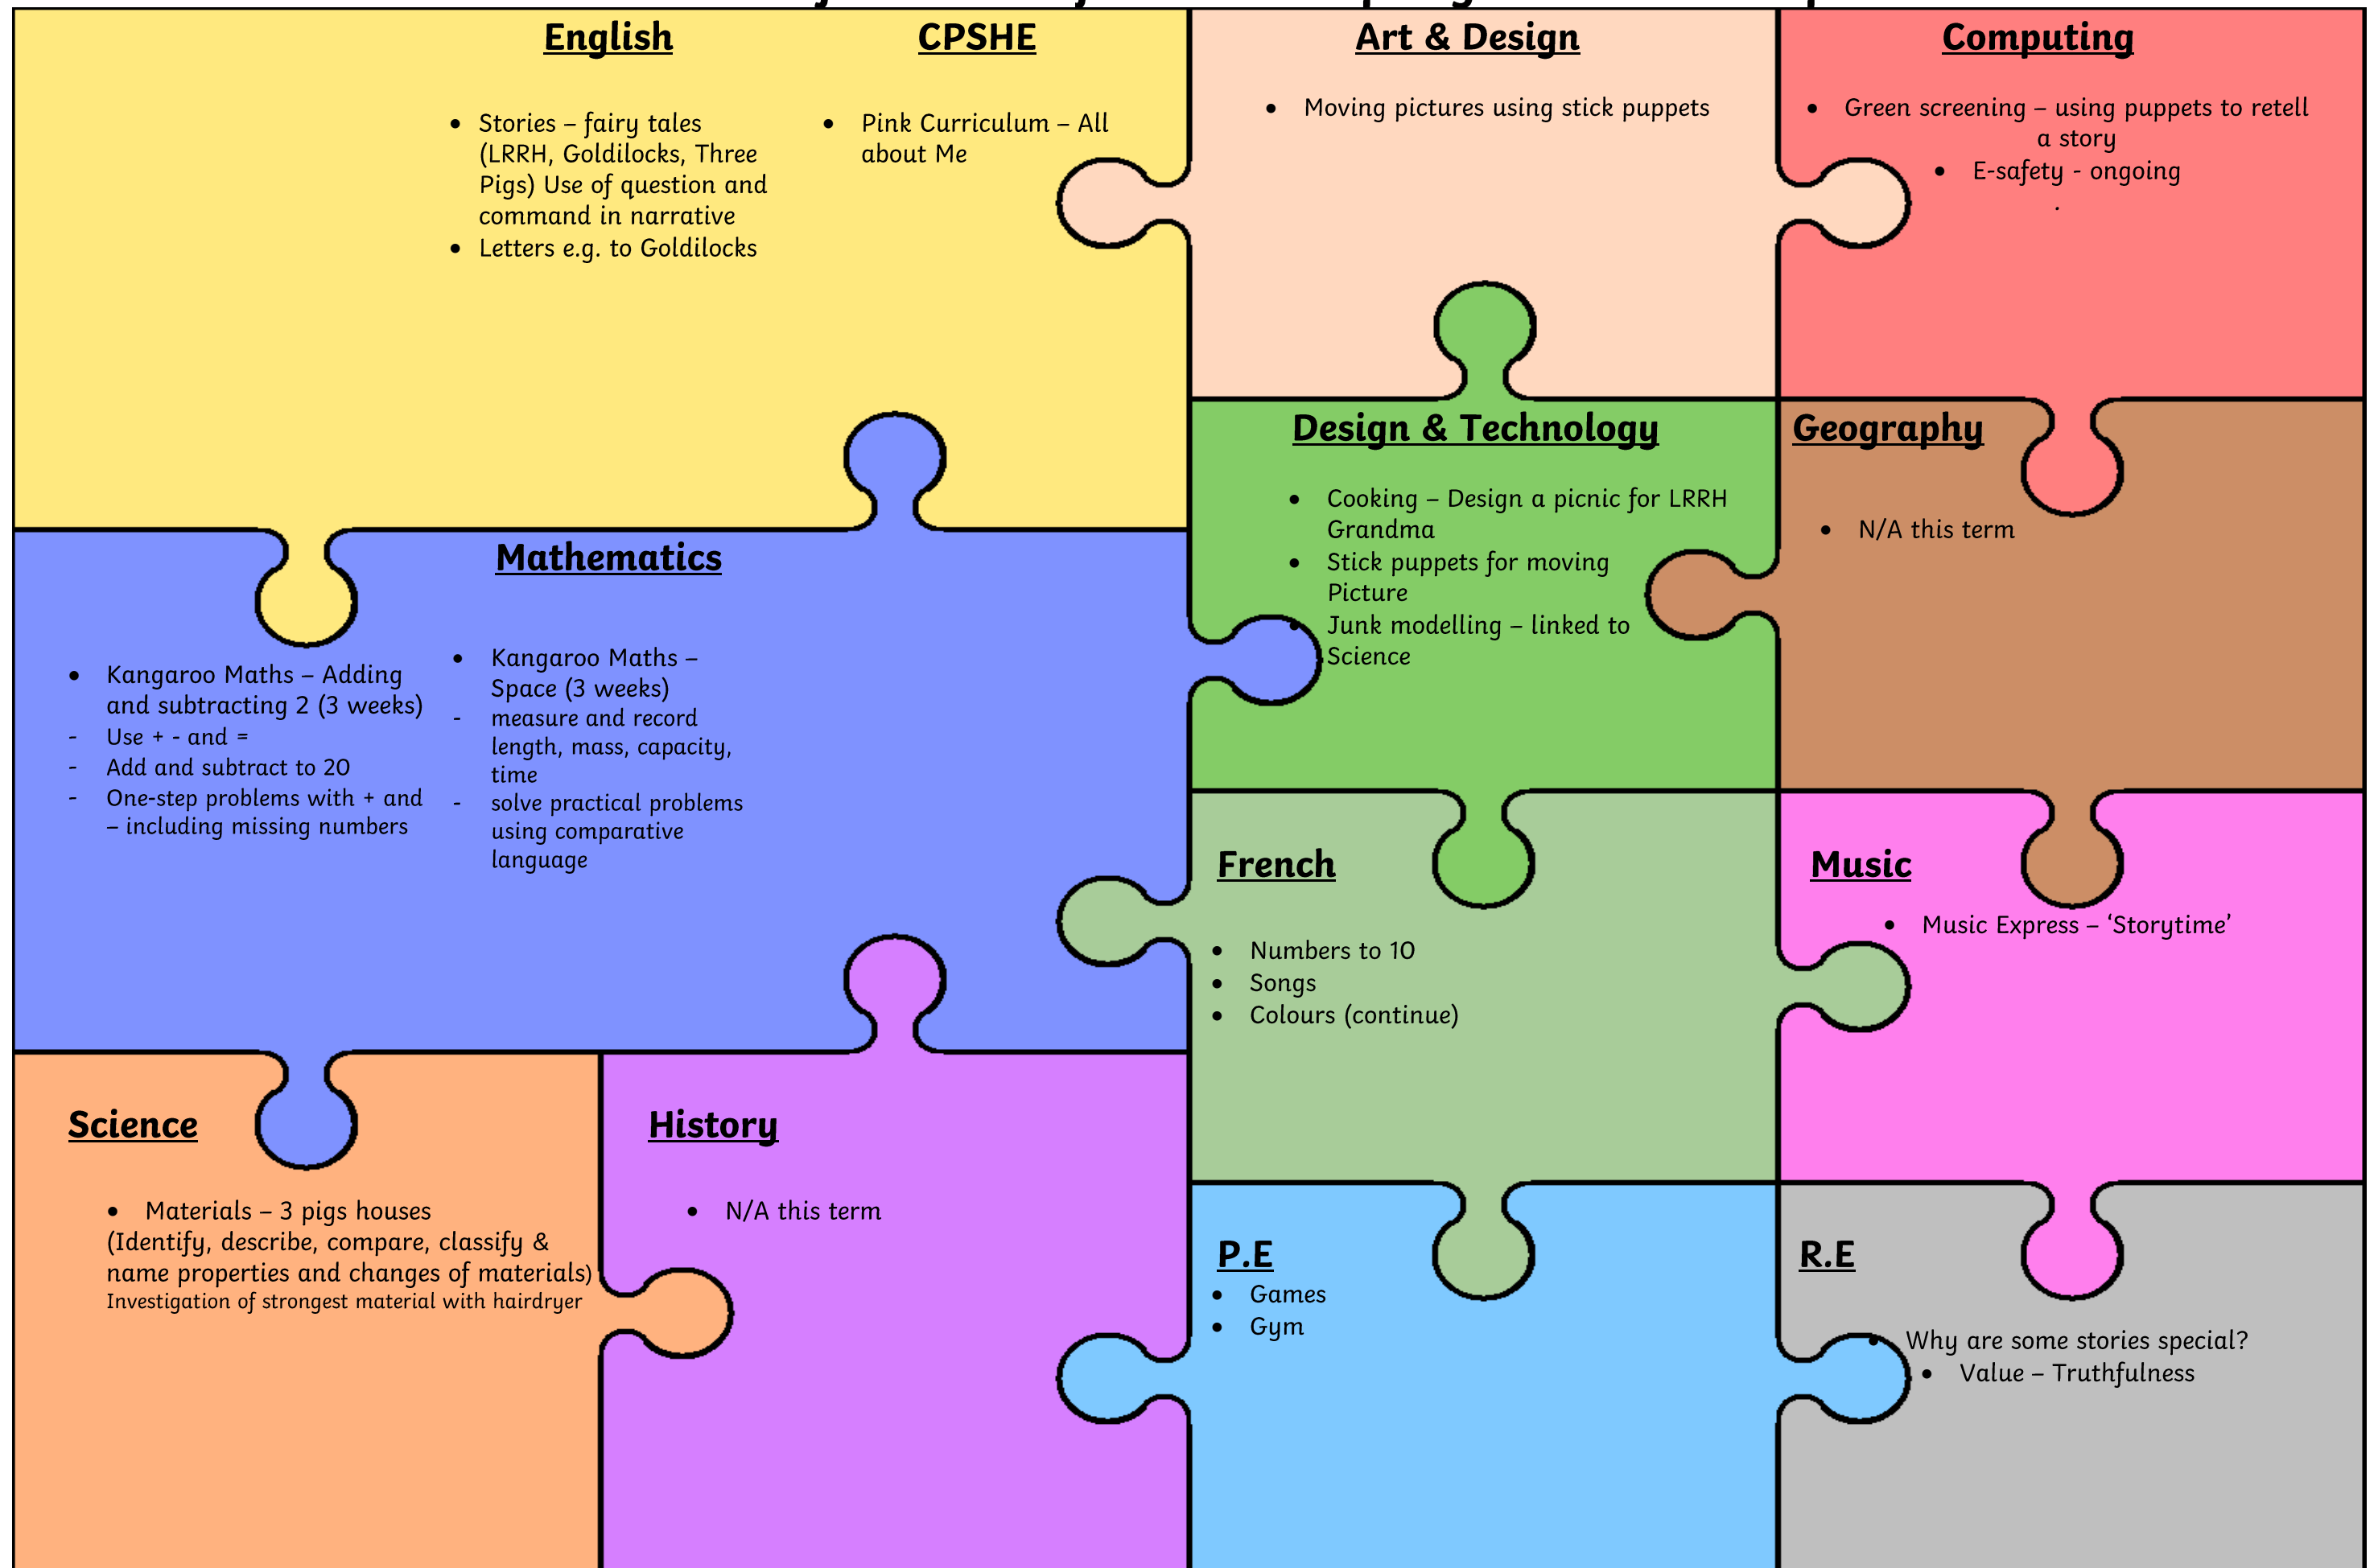 English
• Stories – fairy tales
(LRRH, Goldilocks, Three
Pigs) Use of question and
command in narrative
• Letters e.g. to Goldilocks
CPSHE
• Pink Curriculum – All
about Me
Art & Design
• Moving pictures using stick puppets
Computing
• Green screening – using puppets to retell
a story
• E-safety - ongoing
.
Mathematics
• Kangaroo Maths – Adding
and subtracting 2 (3 weeks)
- Use + - and =
- Add and subtract to 20
- One-step problems with + and
– including missing numbers
• Kangaroo Maths –
Space (3 weeks)
- measure and record
length, mass, capacity,
time
- solve practical problems
using comparative
language
Design & Technology
• Cooking – Design a picnic for LRRH
Grandma
• Stick puppets for moving
Picture
• Junk modelling – linked to
Science
Geography
• N/A this term
French
• Numbers to 10
• Songs
• Colours (continue)
Music
• Music Express – ‘Storytime’
Science
• Materials – 3 pigs houses
(Identify, describe, compare, classify &
name properties and changes of materials)
Investigation of strongest material with hairdryer
History
• N/A this term
P.E
• Games
• Gym
R.E
• Why are some stories special?
• Value – Truthfulness